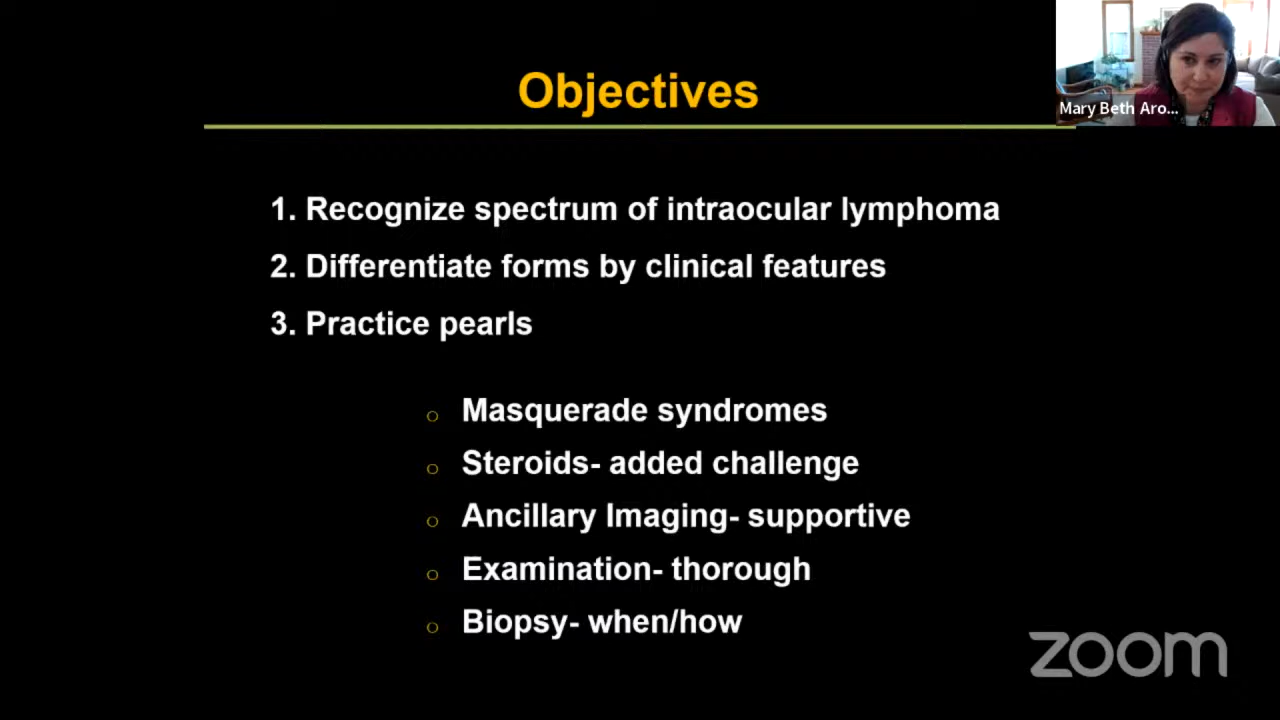 Objectives
Mary Beth Aro...
1. Recognize spectrum of intraocular lymphoma
2. Differentiate forms by clinical features
3. Practice pearls
o Masquerade syndromes
o Steroids- added challenge
o Ancillary Imaging- supportive
o Examination- thorough
o Biopsy- when/how
zoom